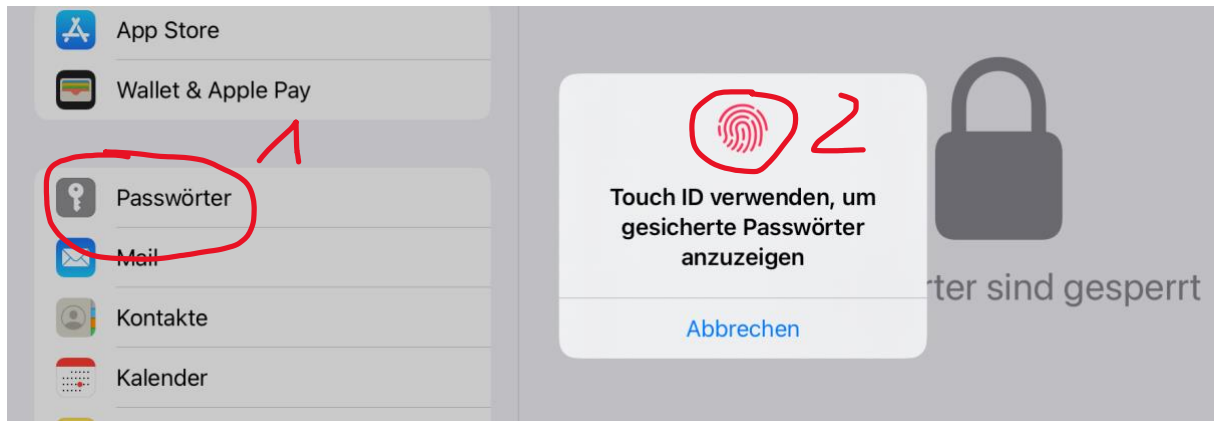 App Store
Wallet & Apple Pay
1
Passwörter
Mail
Kontakte
Kalender
2
Touch ID verwenden, um
gesicherte Passwörter
anzuzeigen
Abbrechen
rter sind gesperrt